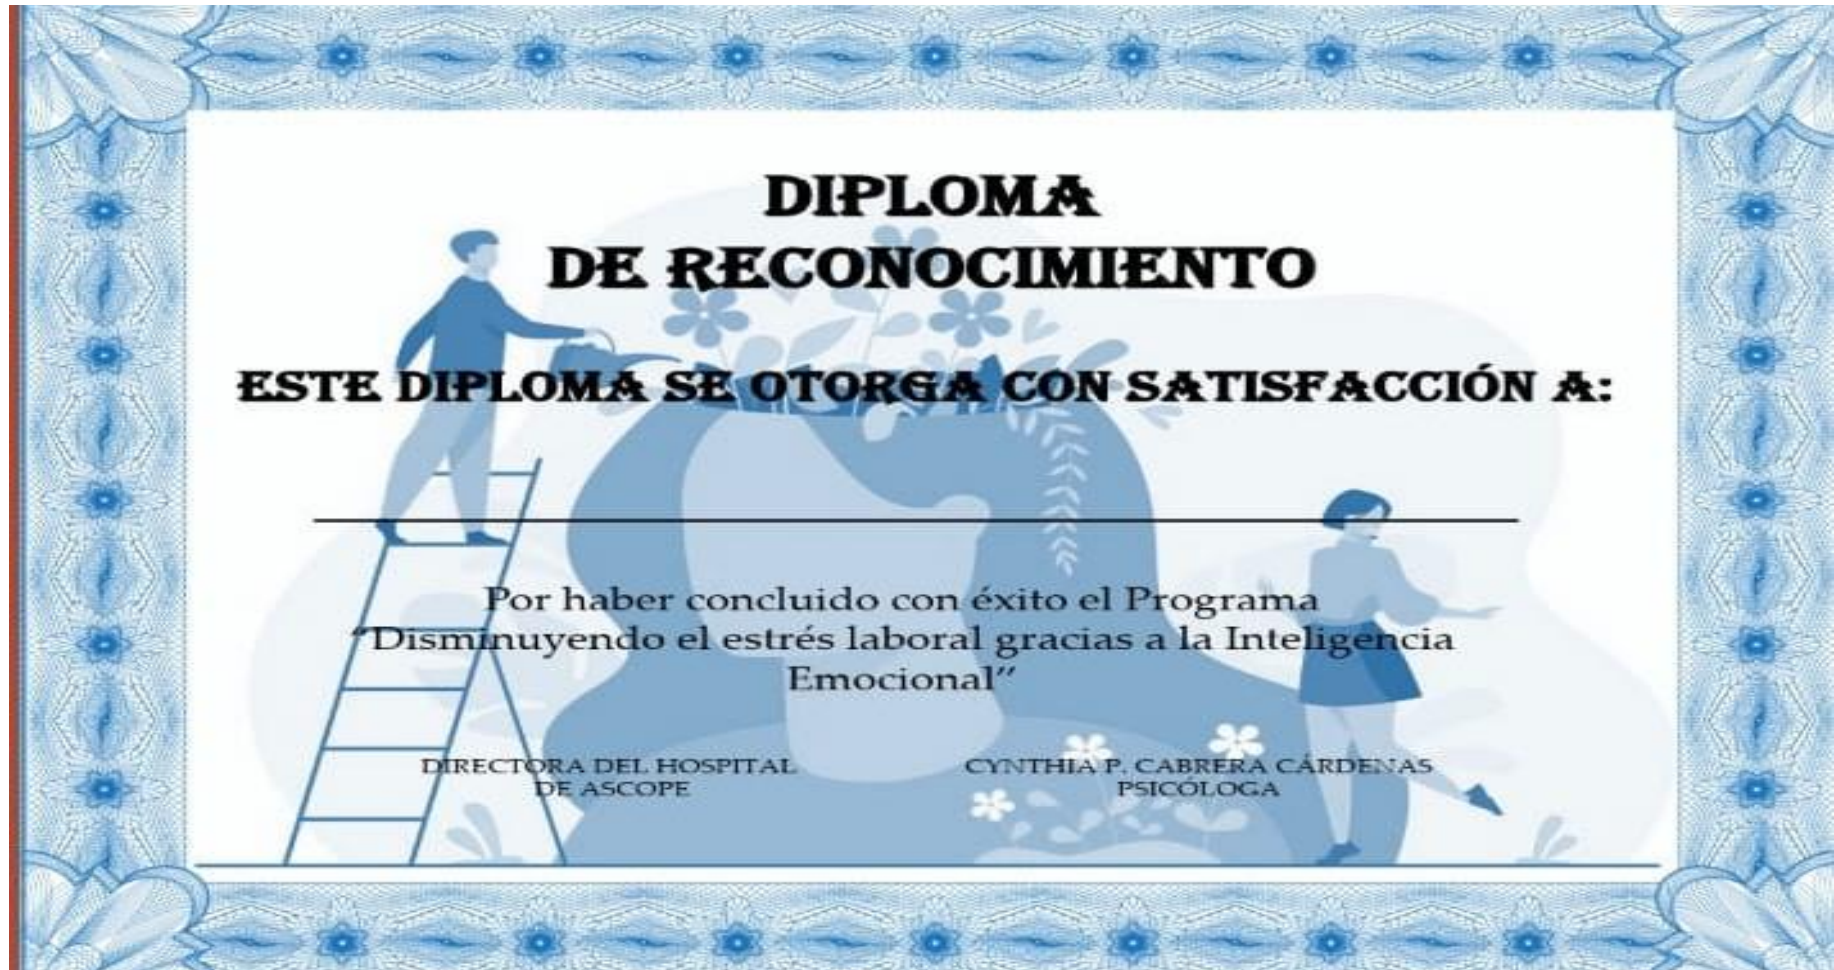 DIPLOMA
DE RECONOCIMIENTO
ESTE DIPLOMA SE OTORGA CON SATISFACCIÓN A:
Por haber concluido con éxito el Programa
“Disminuyendo el estrés laboral gracias a la Inteligencia
Emocional”
DIRECTORA DEL HOSPITAL
DE ASCOPE
CYNTHIA P. CABRERA CÁRDENAS
PSICÓLOGA